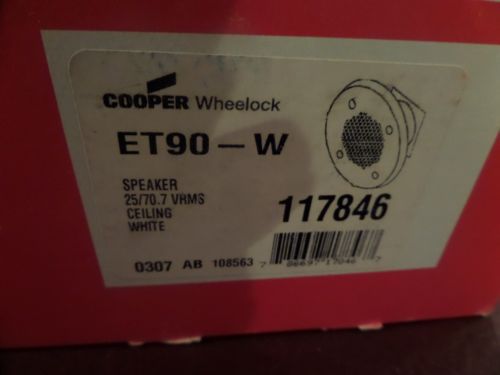 COOPER Wheelock
ET90-W
SPEAKER
25/70.7 VRMS
CEILING
WHITE
117846
0307 AB 108563